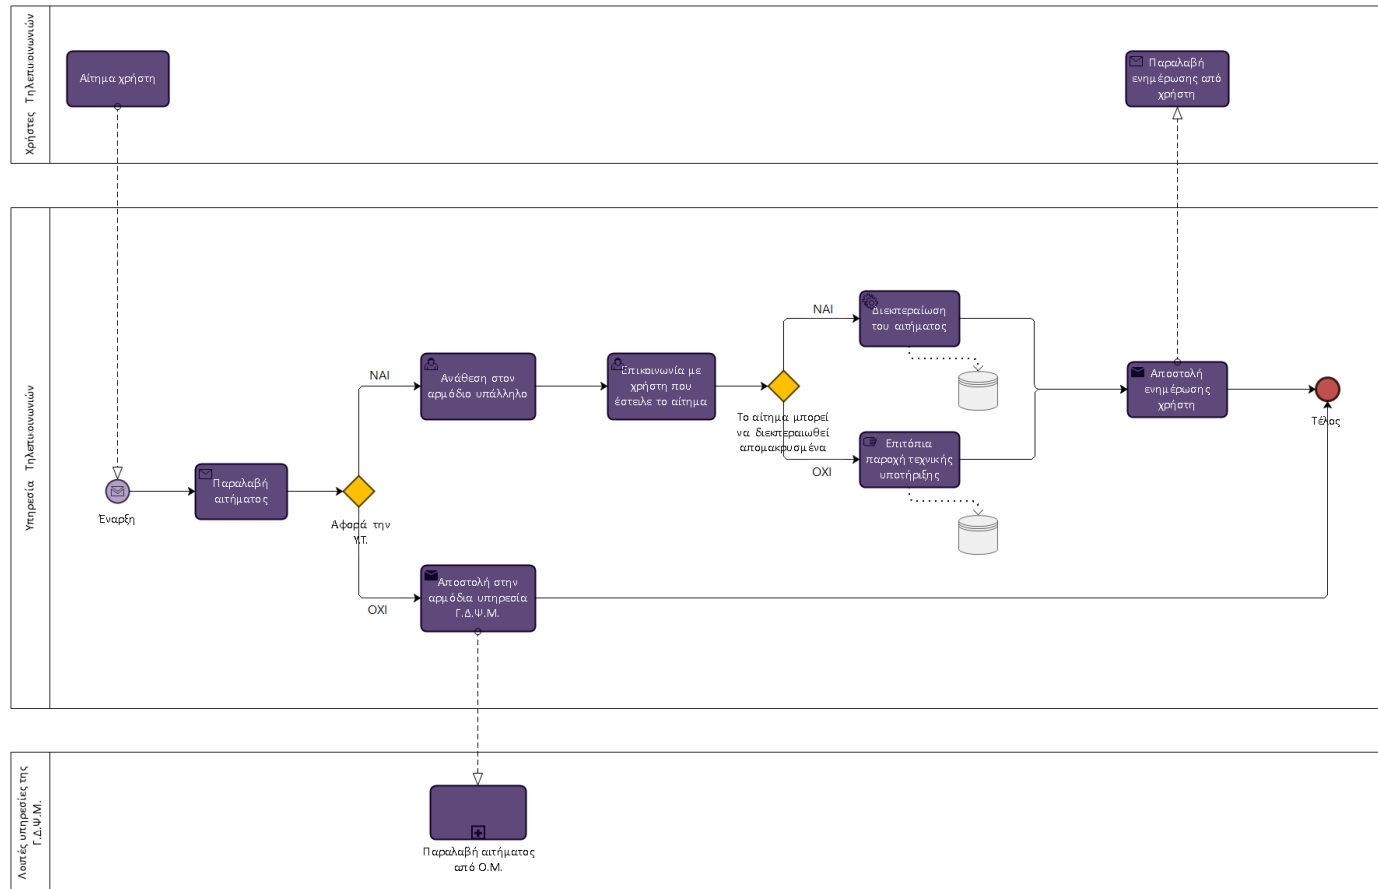 Χρήστες Τηλεπικοινωνιών
Αίτημα χρήστη
Παραλαβή
ενημέρωσης από
χρήστη
Υπηρεσία Τηλεπικοινωνιών
Έναρξη
Παραλαβή
αιτήματος
Αφορά την
Υ.Τ.
ΝΑΙ
Ανάθεση στον
αρμόδιο υπάλληλο
Επικοινωνία με
χρήστη που
έστειλε το αίτημα
Το αίτημα μπορεί
να διεκπεραιωθεί
απομακρυσμένα
ΝΑΙ
Διεκπεραίωση
του αιτήματος
ΟΧΙ
Επιτόπια
παροχή τεχνικής
υποτήριξης
Αποστολή
ενημέρωσης
χρήστη
Τέλος
ΟΧΙ
Αποστολή στην
αρμόδια υπηρεσία
Γ.Δ.Ψ.Μ.
Λοιπές υπηρεσίες της
Γ.Δ.Ψ.Μ.
Παραλαβή αιτήματος
από Ο.Μ.